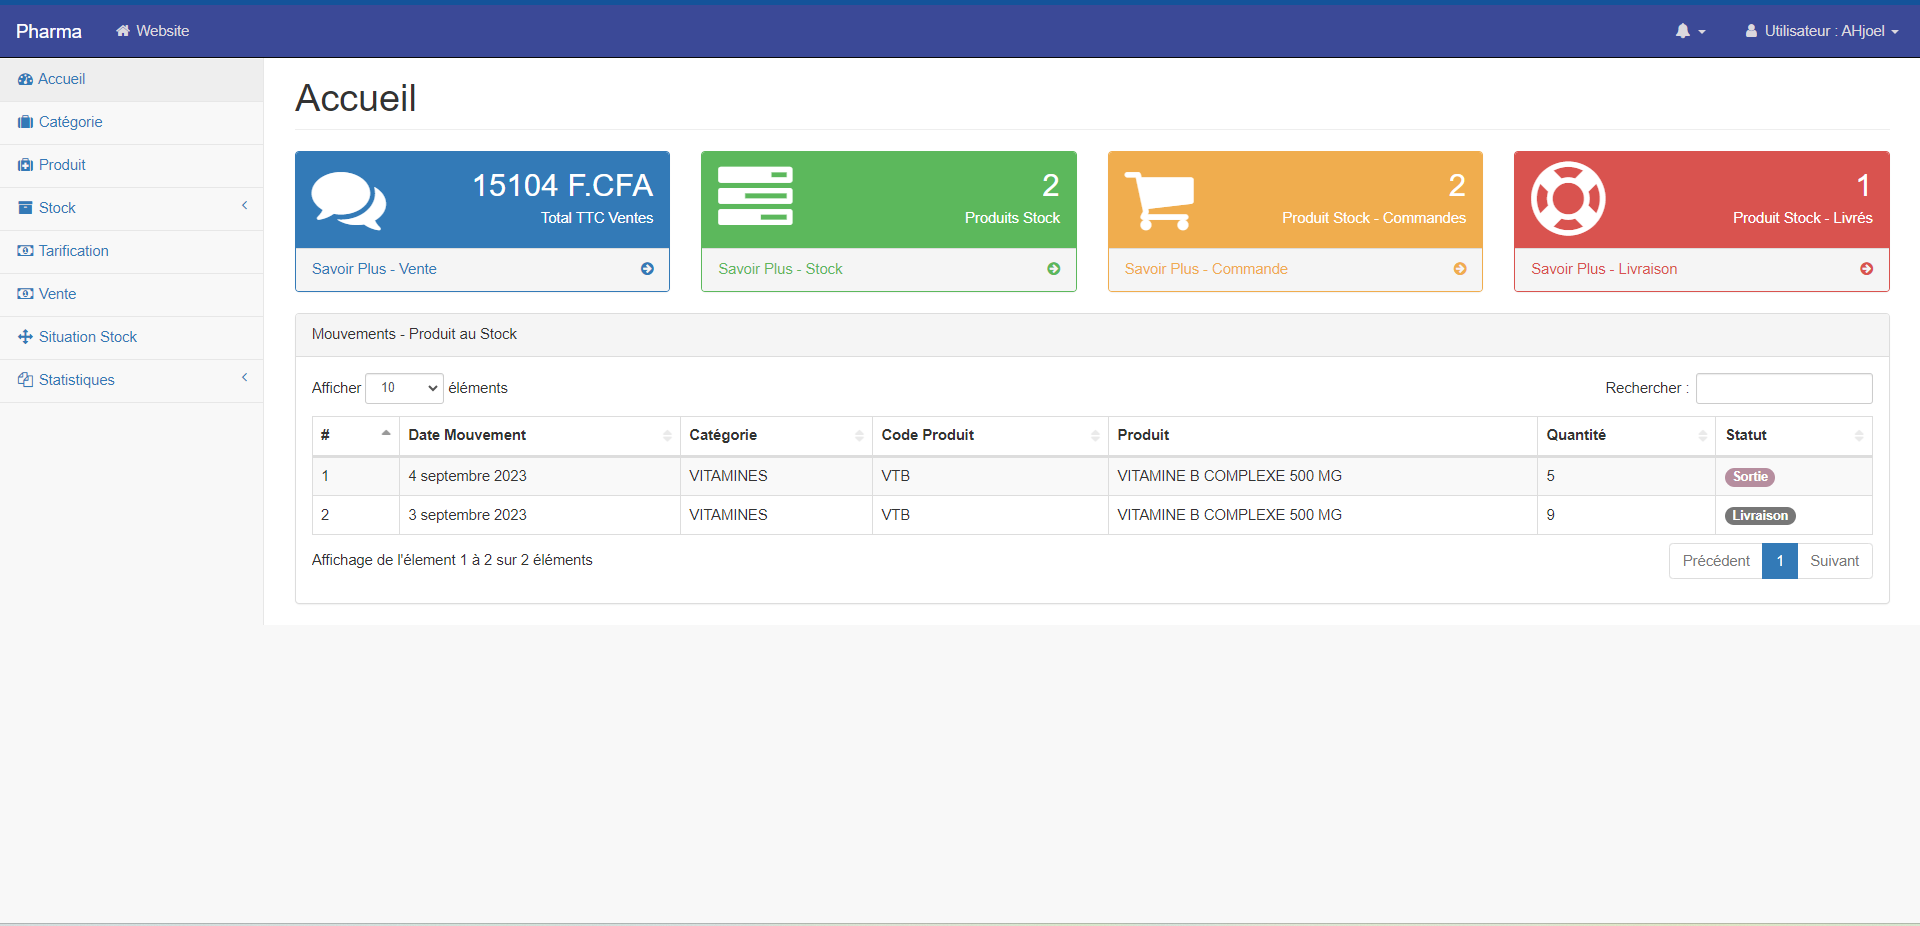 Pharma Website Utilisateur : AHjoel
Accueil
Catégorie
Produit
Stock
Tarification
Vente
Situation Stock
Statistiques
Accueil
15104 F.CFA
Total TTC Ventes
Savoir Plus - Vente
2
Produits Stock
Savoir Plus - Stock
2
Produit Stock - Commandes
Savoir Plus - Commande
1
Produit Stock - Livrés
Savoir Plus - Livraison
Mouvements - Produit au Stock
Afficher 10 éléments Rechercher :
# Date Mouvement Catégorie Code Produit Produit Quantité Statut
1 4 septembre 2023 VITAMINES VTB VITAMINE B COMPLEXE 500 MG 5 Sortie
2 3 septembre 2023 VITAMINES VTB VITAMINE B COMPLEXE 500 MG 9 Livraison
Affichage de l'élement 1 à 2 sur 2 éléments Précédent 1 Suivant